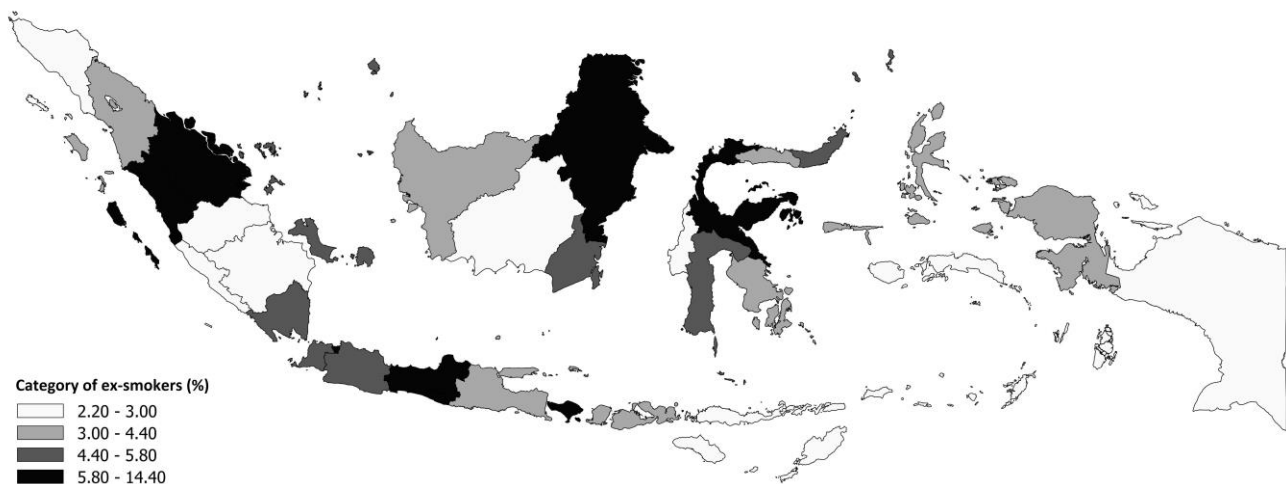 Category of ex-smokers (%)
2.20 - 3.00
3.00 - 4.40
4.40 - 5.80
5.80 - 14.40